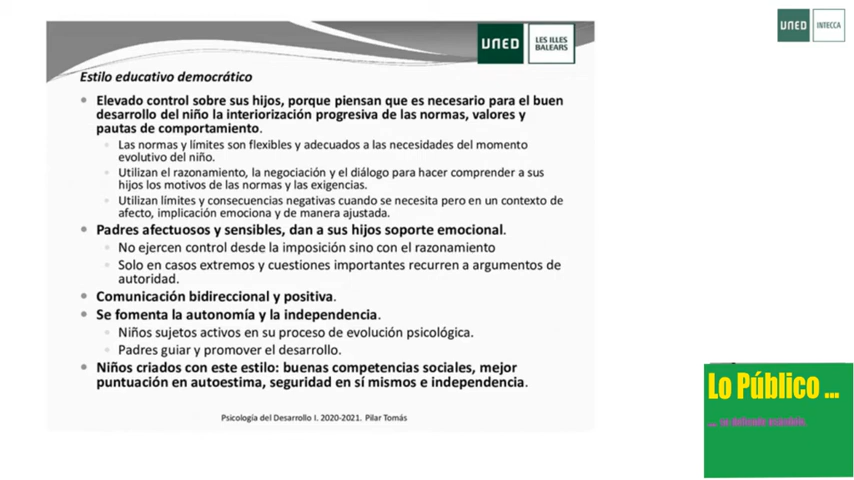 UNED
LES ILLES
BALEARS
UNED
INTECCA
Estilo educativo democrático
Elevado control sobre sus hijos, porque piensan que es necesario para el buen
desarrollo del niño la interiorización progresiva de las normas, valores y
pautas de comportamiento.
Las normas y límites son flexibles y adecuados a las necesidades del momento
evolutivo del niño.
Utilizan el razonamiento, la negociación y el diálogo para hacer comprender a sus
hijos los motivos de las normas y las exigencias.
Utilizan límites y consecuencias negativas cuando se necesita pero en un contexto de
afecto, implicación emociona y de manera ajustada.
Padres afectuosos y sensibles, dan a sus hijos soporte emocional.
No ejercen control desde la imposición sino con el razonamiento
Solo en casos extremos y cuestiones importantes recurren a argumentos de
autoridad.
Comunicación bidireccional y positiva.
Se fomenta la autonomía y la independencia.
Niños sujetos activos en su proceso de evolución psicológica.
Padres guiar y promover el desarrollo.
Niños criados con este estilo: buenas competencias sociales, mejor
puntuación en autoestima, seguridad en sí mismos e independencia.
Psicología del Desarrollo I. 2020-2021. Pilar Tomás
Lo Público ...